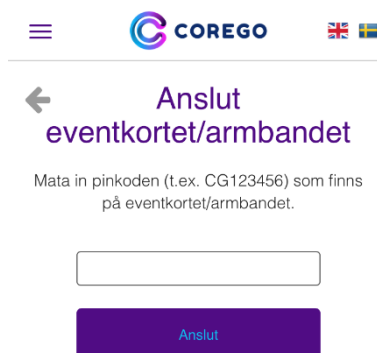 COREGO
Anslut
eventkortet/armbandet
Mata in pinkoden (t.ex. CG123456) som finns
på eventkortet/armbandet.
Anslut